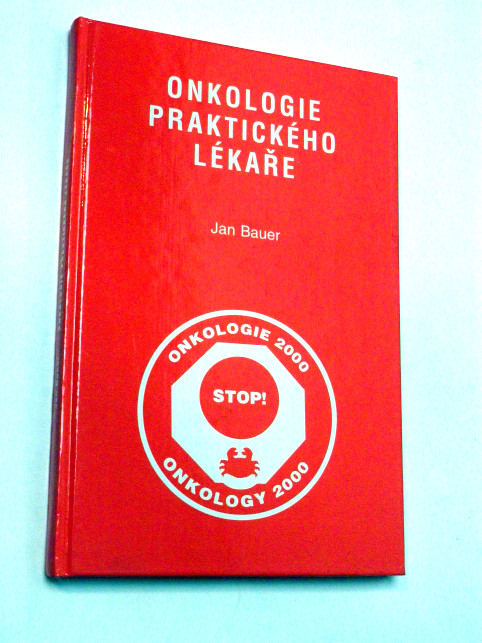 ONKOLOGIE
PRAKTICKÉHO
LÉKAŘE
Jan Bauer
ONKOLOGIE 2000
STOP!
ONKOLOGY 2000